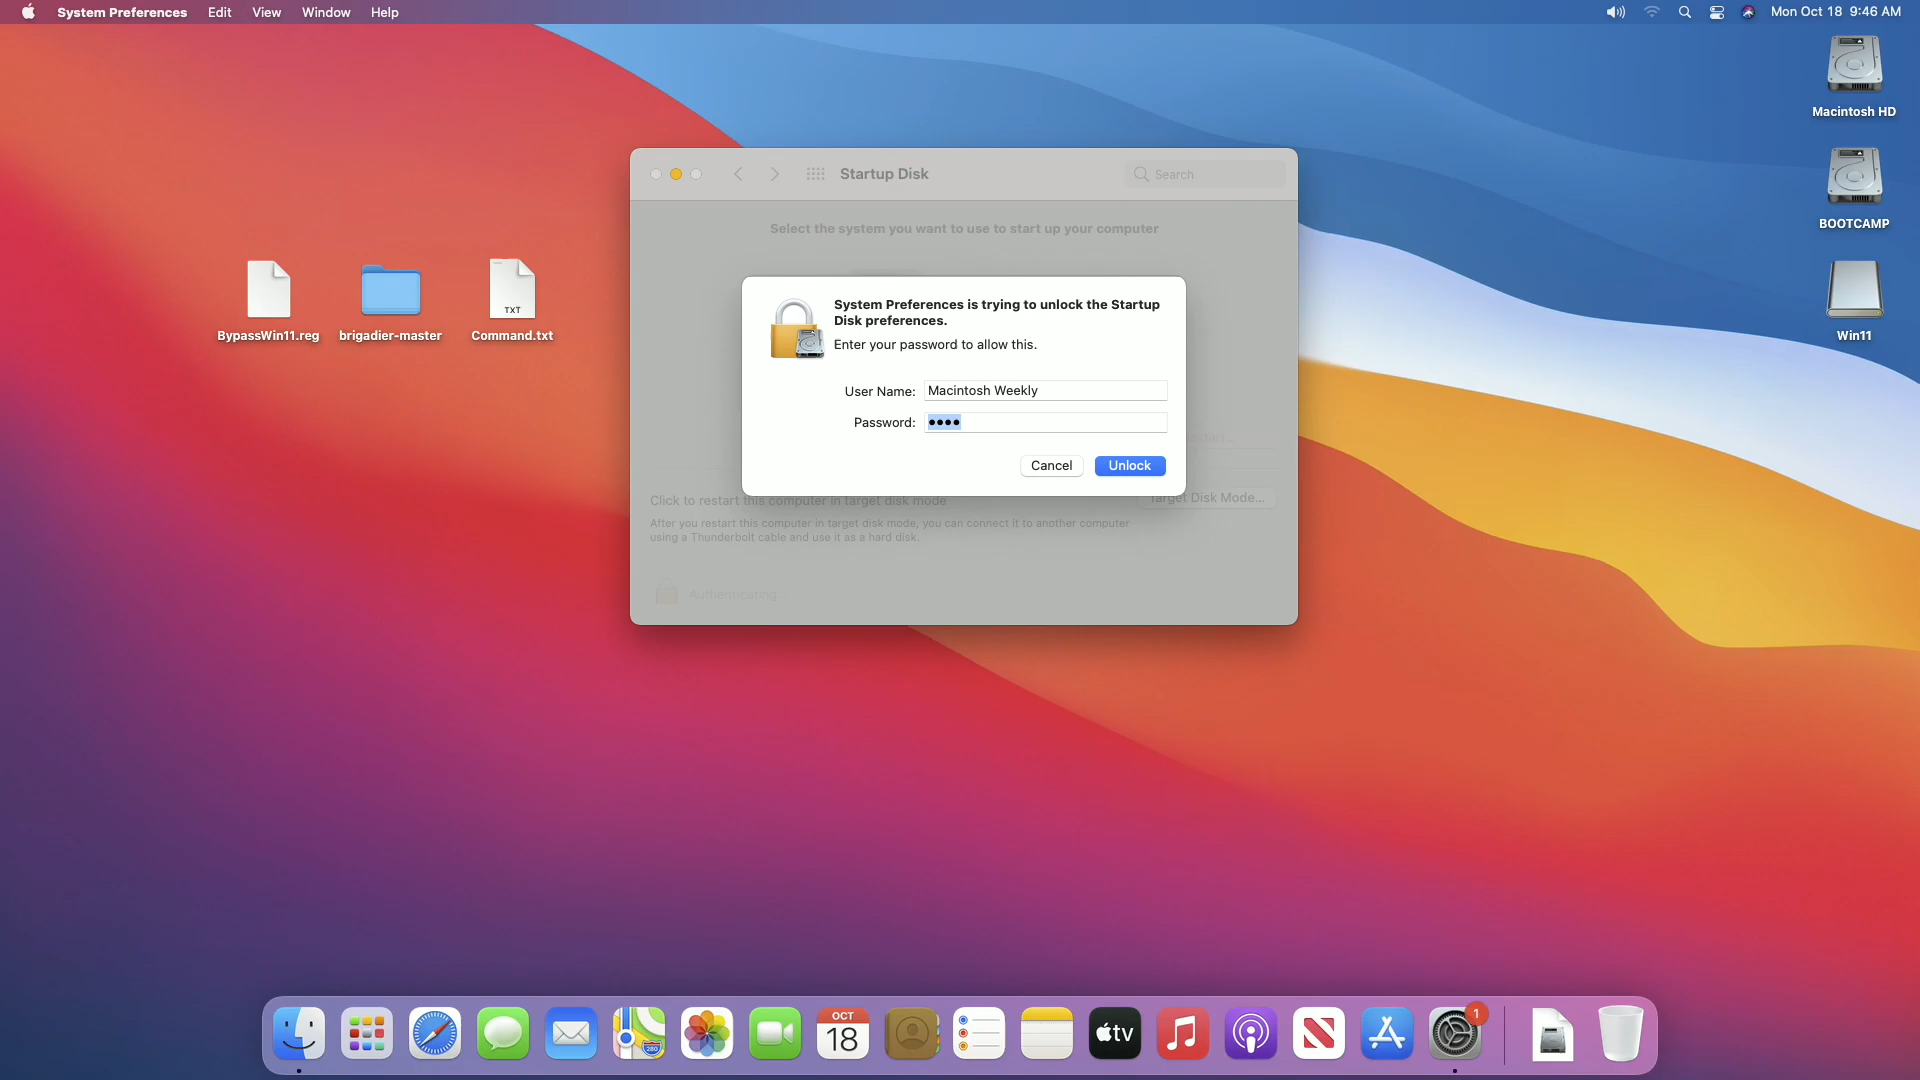 System Preferences Edit View Window Help
Mon Oct 18 9:46 AM
Macintosh HD
BOOTCAMP
Win11
TXT
BypassWin11.reg brigadier-master Command.txt
Startup Disk
Search
Select the system you want to use to start up your computer
System Preferences is trying to unlock the Startup
Disk preferences.
Enter your password to allow this.
User Name: Macintosh Weekly
Password: ••••
Cancel Unlock
Click to restart this computer in target disk mode
Target Disk Mode...
After you restart this computer in target disk mode, you can connect it to another computer
using a Thunderbolt cable and use it as a hard disk.
Authenticating
280
OCT
18
tv
1